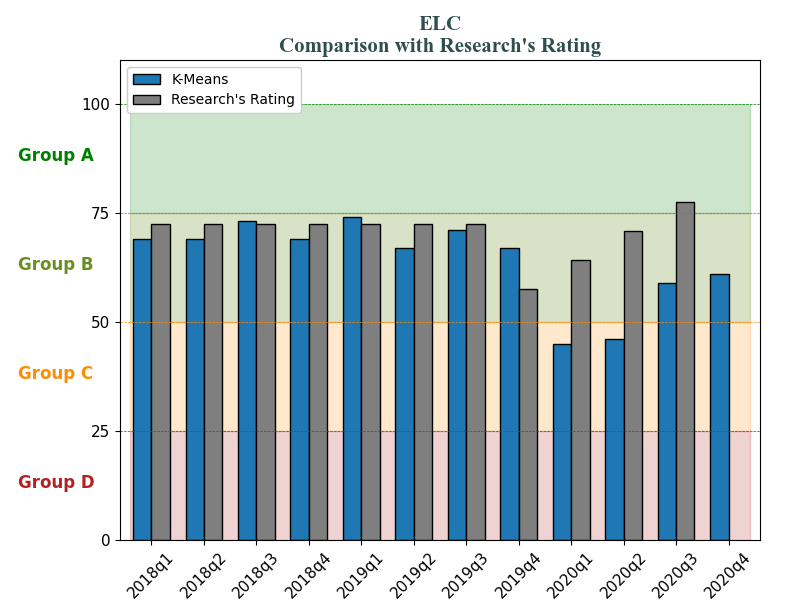 ELC
Comparison with Research's Rating
K-Means
Research's Rating
100
Group A
75
Group B
50
Group C
25
Group D
0
2018q1
2018q2
2018q3
2018q4
2019q1
2019q2
2019q3
2019q4
2020q1
2020q2
2020q3
2020q4